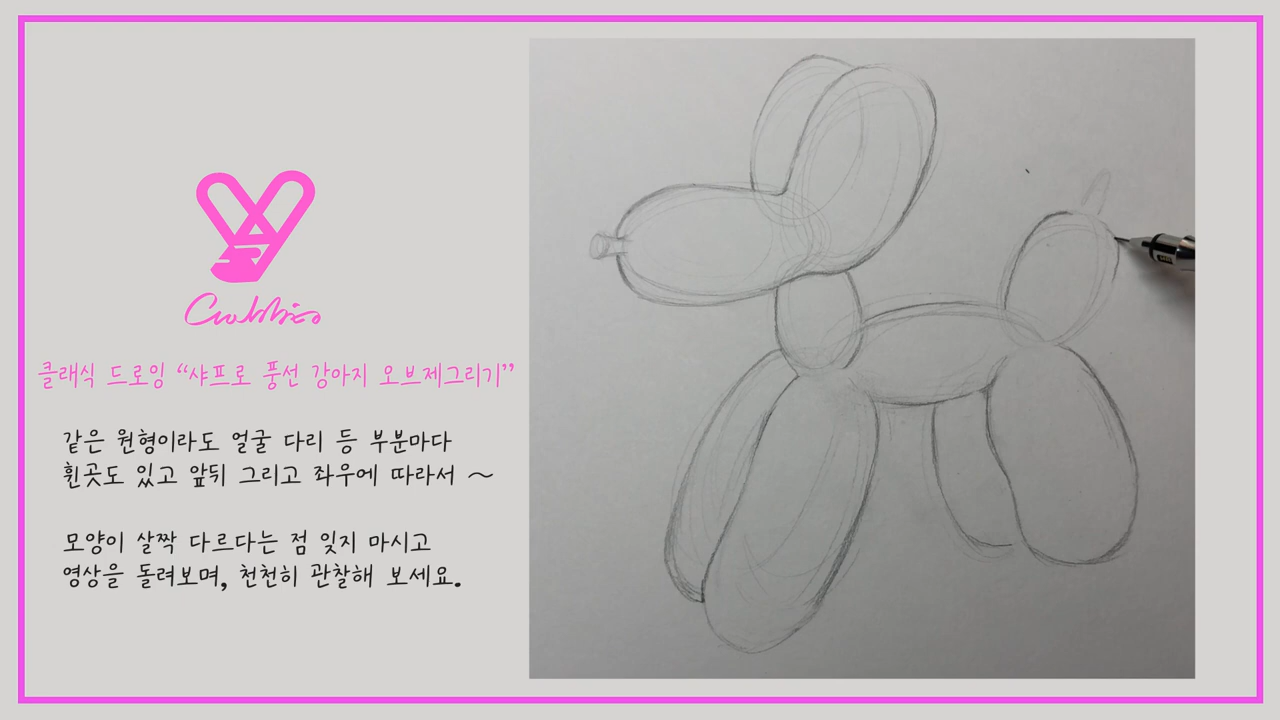 클래식 드로잉 “샤프로 풍선 강아지 오브제그리기”
같은 원형이라도 얼굴 다리 등 부분마다
휜곳도 있고 앞뒤 그리고 좌우에 따라서 ~
모양이 살짝 다르다는 점 잊지 마시고
영상을 돌려보며, 천천히 관찰해 보세요.